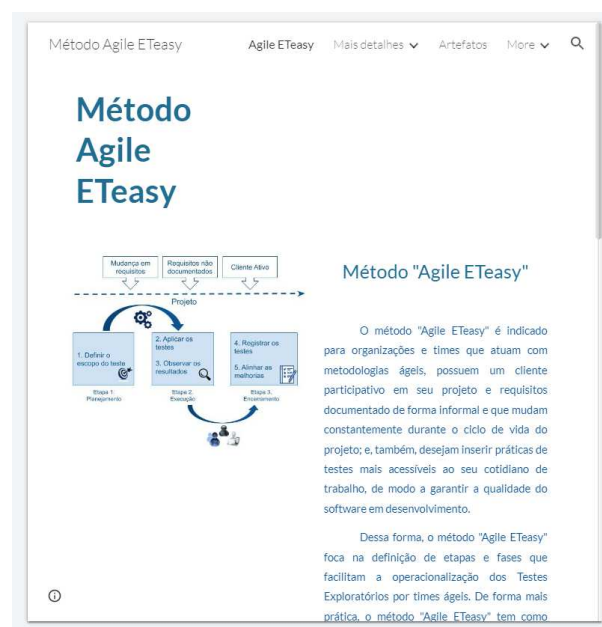 Método Agile ETeasy
Agile ETeasy
Mais detalhes
Artefatos
More
Método
Agile
ETeasy
Mudança em
requisitos
Requisitos não
documentados
Cliente Ativo
Projeto
1. Definir o
escopo do teste
2. Aplicar os
testes
3. Observar os
resultados
4. Registrar os
testes
5. Alinhar as
melhorias
Etapa 1.
Planejamento
Etapa 2.
Execução
Etapa 3.
Encerramento
Método "Agile ETeasy"
O método "Agile ETeasy" é indicado
para organizações e times que atuam com
metodologias ágeis, possuem um cliente
participativo em seu projeto e requisitos
documentado de forma informal e que mudam
constantemente durante o ciclo de vida do
projeto; e, também, desejam inserir práticas de
testes mais acessíveis ao seu cotidiano de
trabalho, de modo a garantir a qualidade do
software em desenvolvimento.
Dessa forma, o método "Agile ETeasy"
foca na definição de etapas e fases que
facilitam a operacionalização dos Testes
Exploratórios por times ágeis. De forma mais
prática, o método "Agile ETeasy" tem como